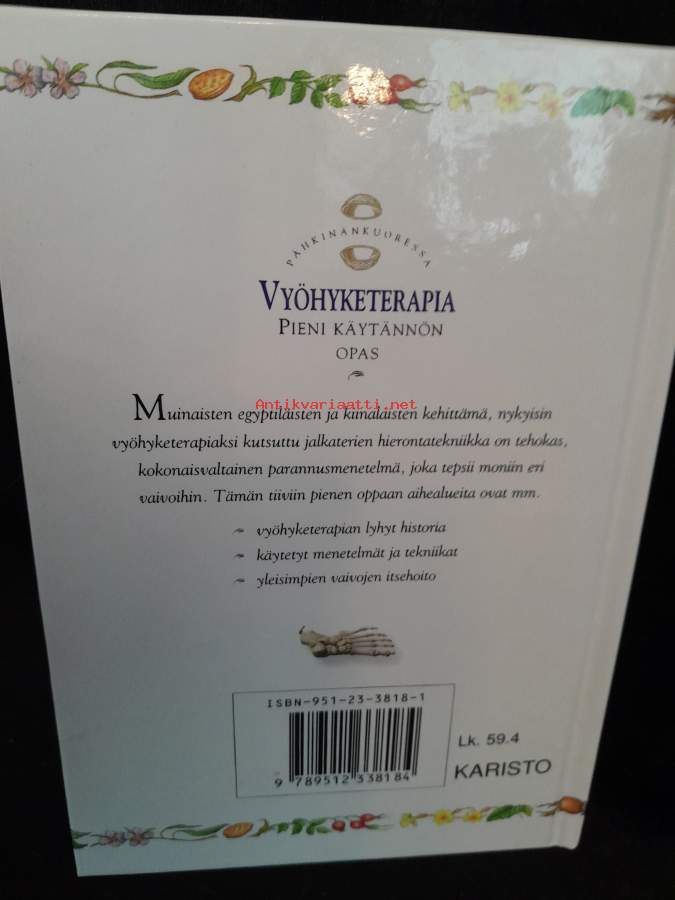 PÄHKINÄNKUORESSA
VYÖHYKETERAPIA
PIENI KÄYTÄNNÖN
OPAS
Antikvariaatti.net
Muinaisten egyptiläisten ja kiinalaisten kehittämä, nykyisin
vyöhyketerapiaksi kutsuttu jalkaterien hierontatekniikka on tehokas,
kokonaisvaltainen parannusmenetelmä, joka tepsii moniin eri
vaivoihin. Tämän tiiviin pienen oppaan aihealueita ovat mm.
vyöhyketerapian lyhyt historia
käytetyt menetelmät ja tekniikat
yleisimpien vaivojen itsehoito
ISBN-951-23-3818-1
9 789512 338184
Lk. 59.4
KARISTO